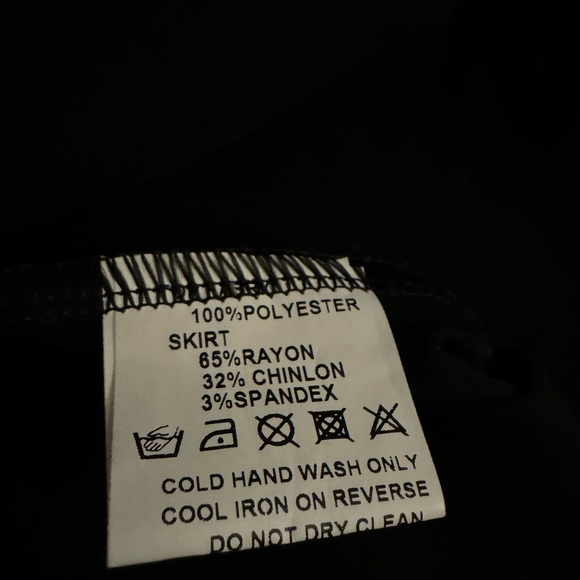 100%POLYESTER
SKIRT
65%RAYON
32% CHINLON
3%SPANDEX
COLD HAND WASH ONLY
COOL IRON ON REVERSE
DO NOT DRY CLEAN